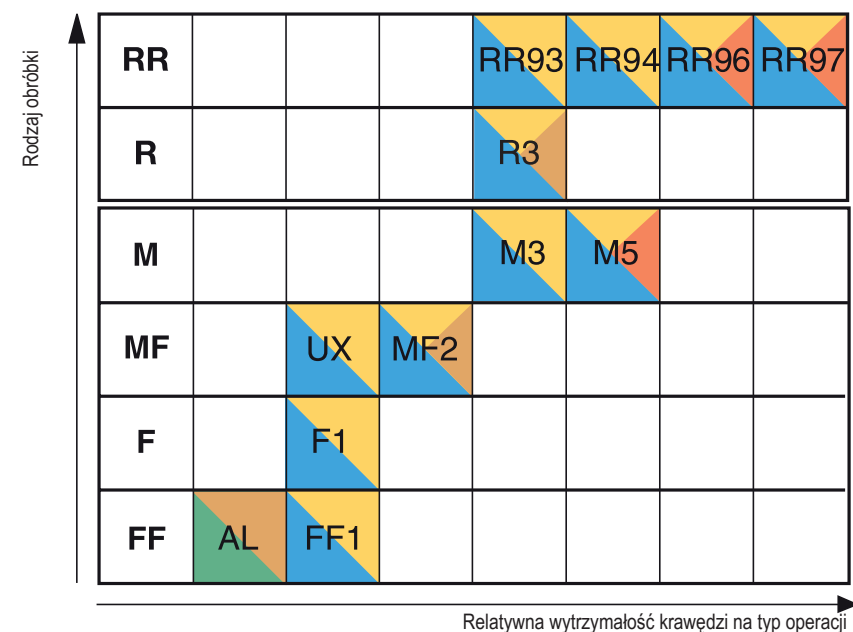 Rodzaj obróbki
RR RR93 RR94 RR96 RR97
R R3
M M3 M5
MF UX MF2
F F1
FF AL FF1
Relatywna wytrzymałość krawędzi na typ operacji